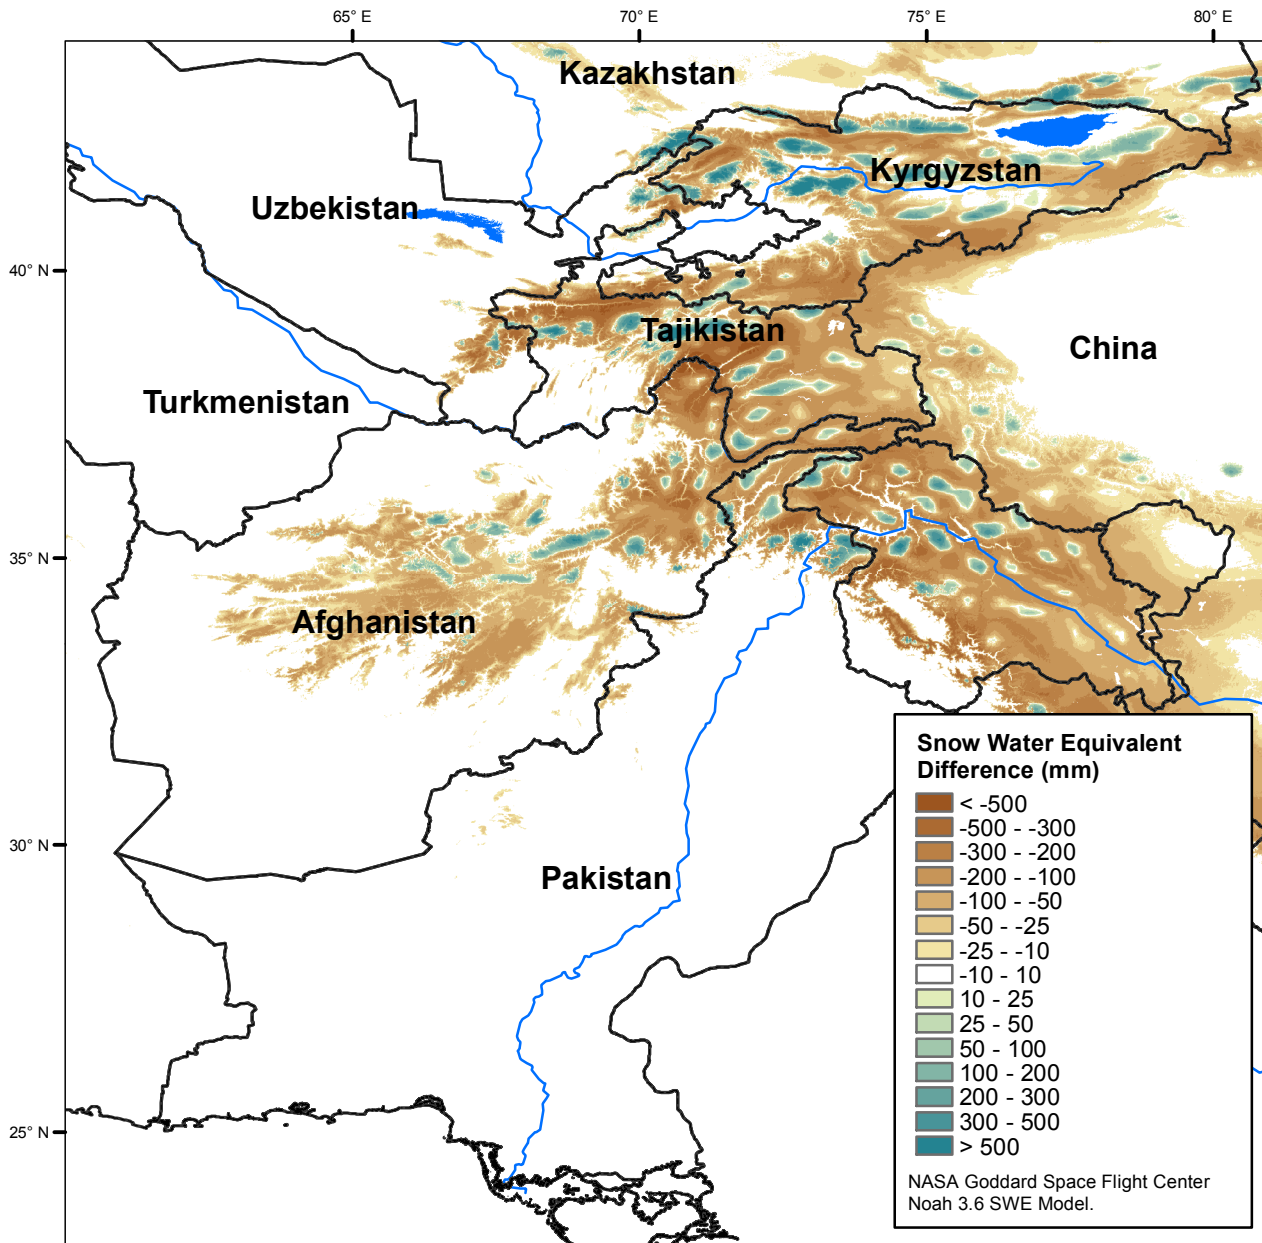 65° E
70° E
75° E
80° E
Kazakhstan
Kyrgyzstan
Uzbekistan
40° N
Tajikistan
China
Turkmenistan
35° N
Afghanistan
30° N
Pakistan
25° N
Snow Water Equivalent
Difference (mm)
< -500
-500 - -300
-300 - -200
-200 - -100
-100 - -50
-50 - -25
-25 - -10
-10 - 10
10 - 25
25 - 50
50 - 100
100 - 200
200 - 300
300 - 500
> 500
NASA Goddard Space Flight Center
Noah 3.6 SWE Model.